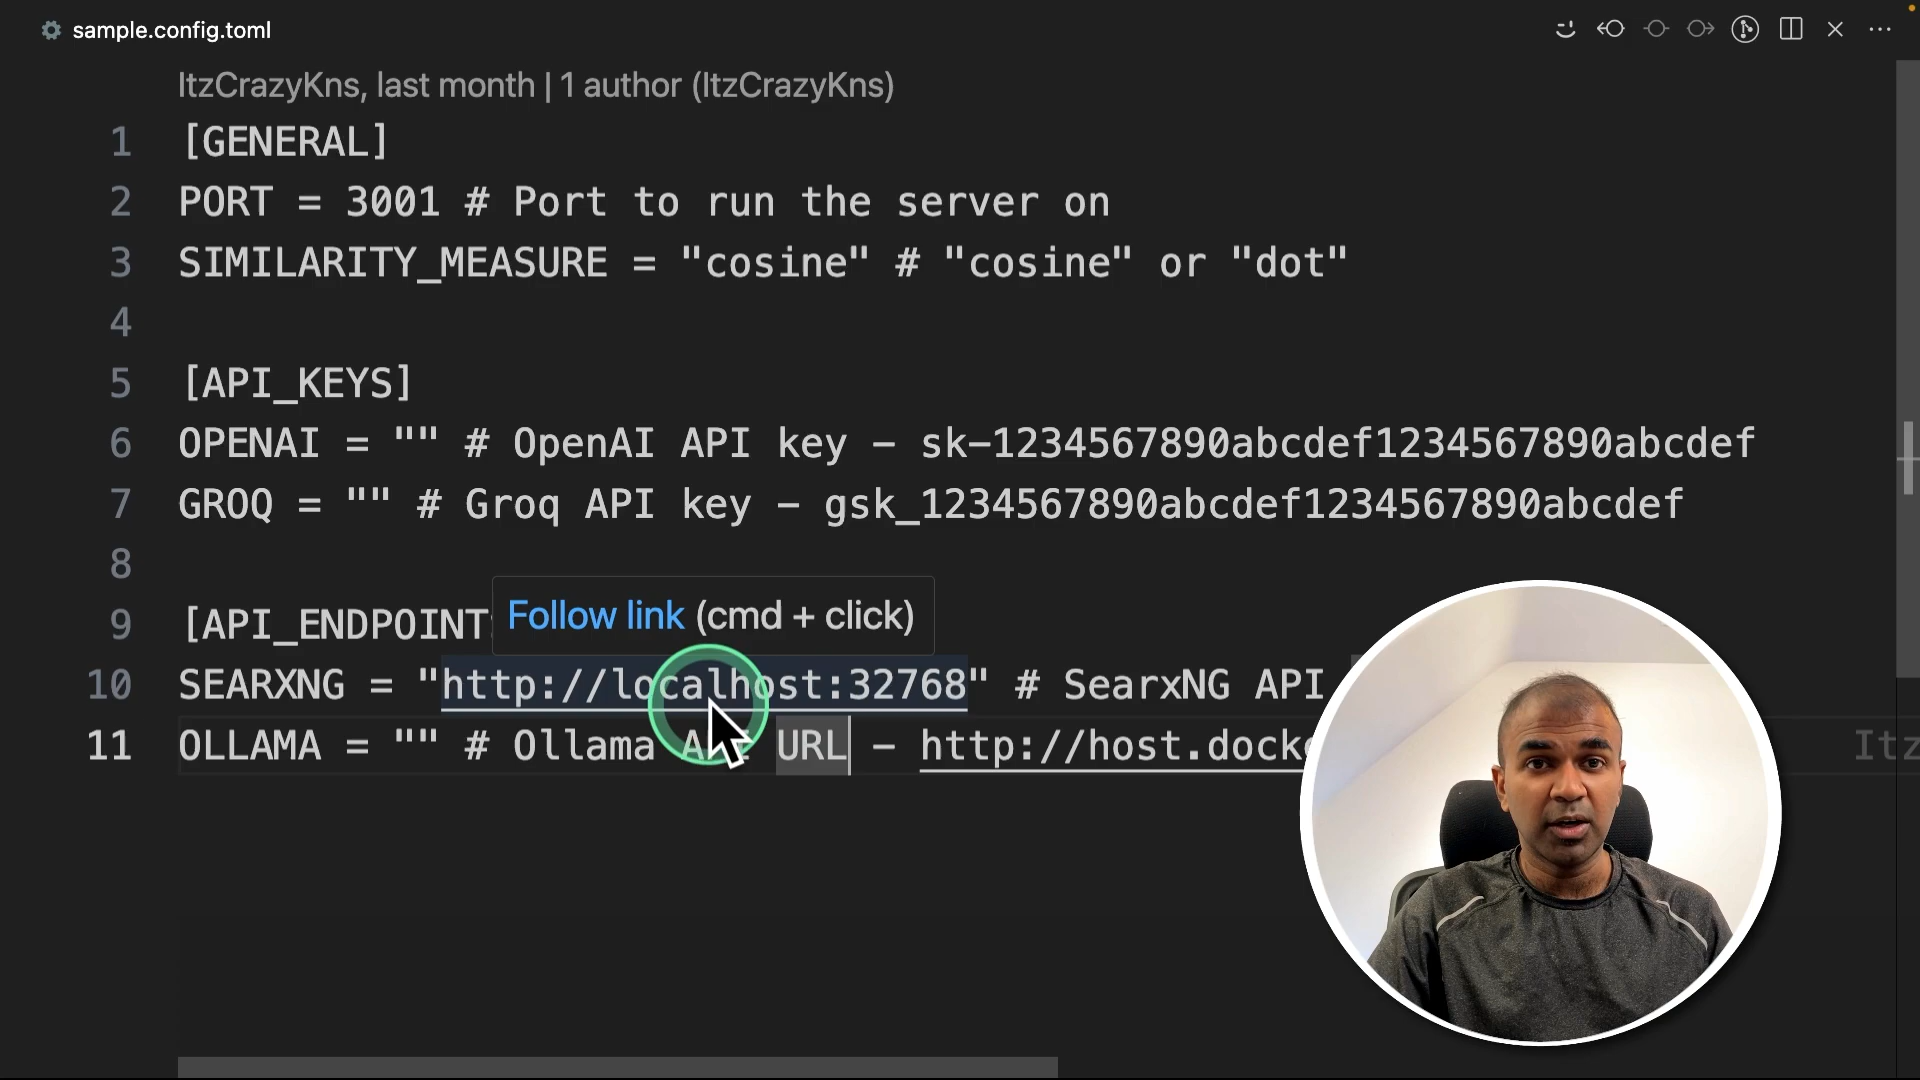 sample.config.toml
ItzCrazyKns, last month | 1 author (ItzCrazyKns)
1 [GENERAL]
2 PORT = 3001 # Port to run the server on
3 SIMILARITY_MEASURE = "cosine" # "cosine" or "dot"
4
5 [API_KEYS]
6 OPENAI = "" # OpenAI API key - sk-1234567890abcdef1234567890abcdef
7 GROQ = "" # Groq API key - gsk_1234567890abcdef1234567890abcdef
8
Follow link (cmd + click)
9 [API_ENDPOINT
10 SEARXNG = "http://localhost:32768" # SearxNG API
11 OLLAMA = "" # Ollama API URL - http://host.docke Itz